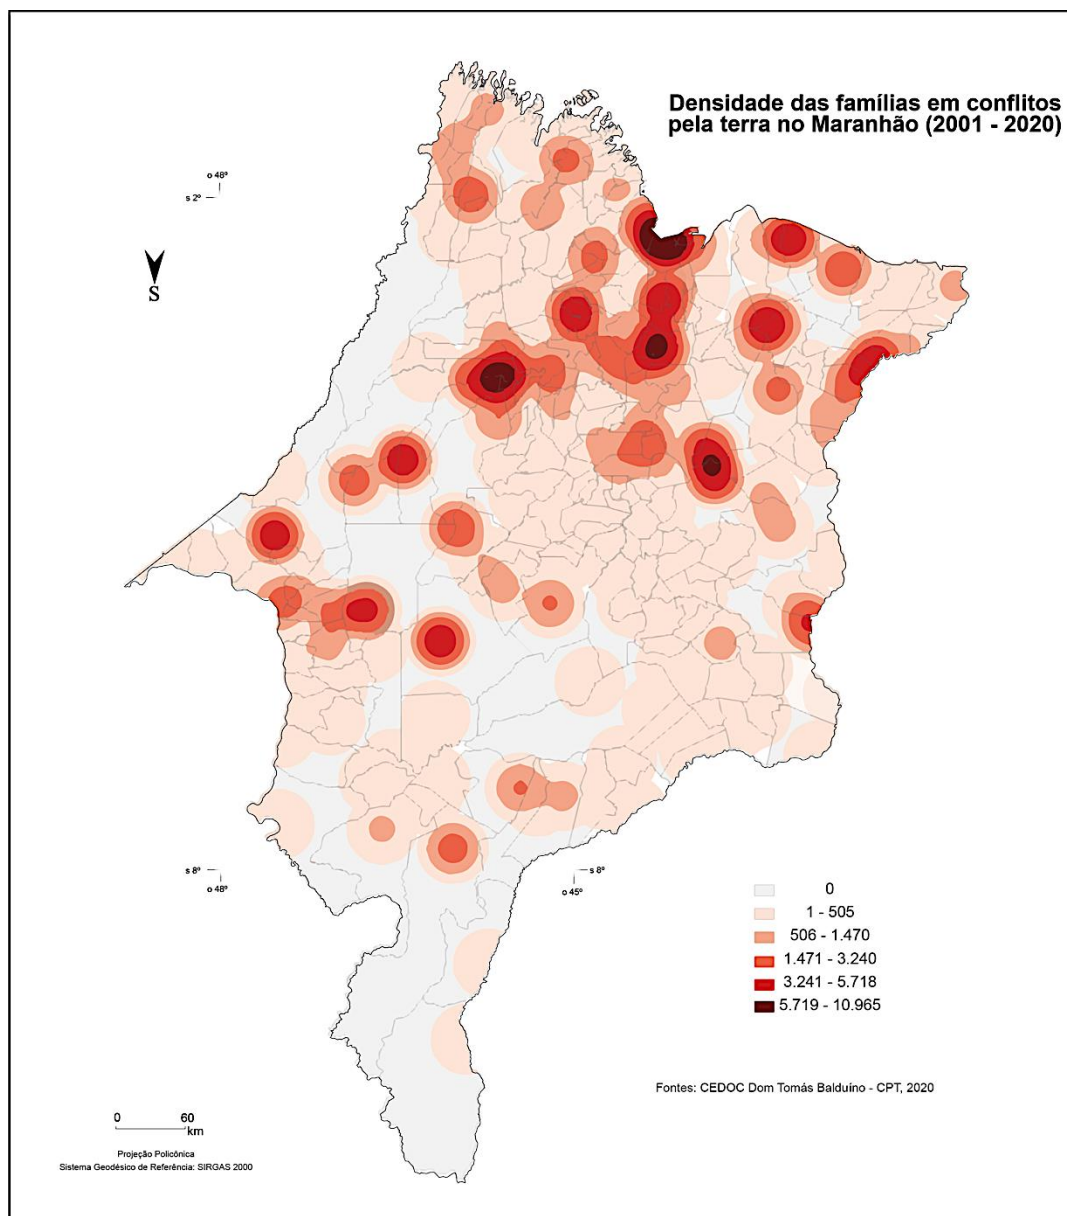 Densidade das famílias em conflitos
pela terra no Maranhão (2001 - 2020)
o 48º
s 2º
S
s 8º
o 48º
s 8º
o 45º
0
1 - 505
506 - 1.470
1.471 - 3.240
3.241 - 5.718
5.719 - 10.965
Fontes: CEDOC Dom Tomás Balduíno - CPT, 2020
0 60
km
Projeção Policônica
Sistema Geodésico de Referência: SIRGAS 2000